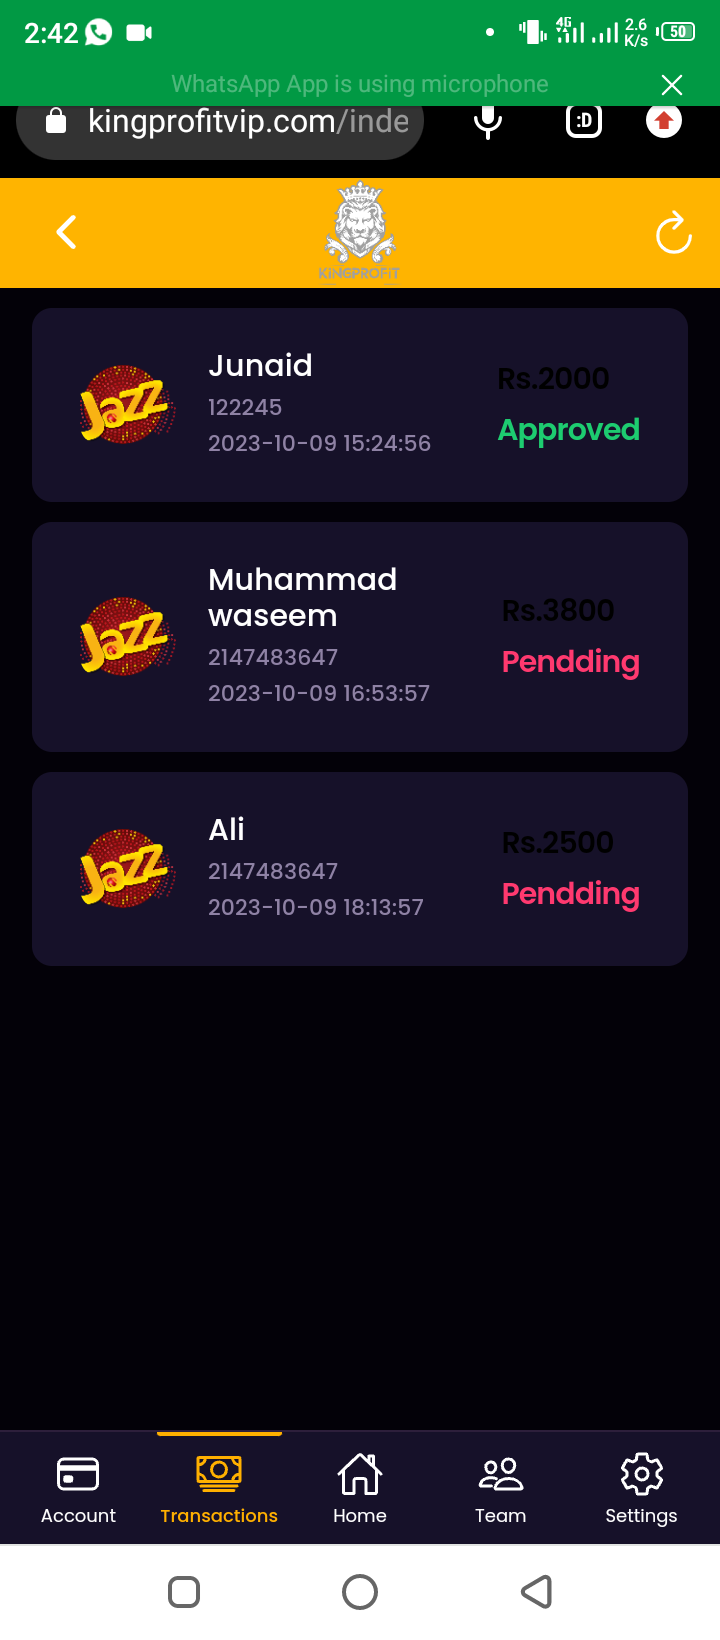 2:42
4G
2.6
K/s
50
WhatsApp App is using microphone
kingprofitvip.com/inde
:D
KINGPROFIT
Jazz
Junaid
122245
2023-10-09 15:24:56
Rs.2000
Approved
Jazz
Muhammad
waseem
2147483647
2023-10-09 16:53:57
Rs.3800
Pendding
Jazz
Ali
2147483647
2023-10-09 18:13:57
Rs.2500
Pendding
Account
Transactions
Home
Team
Settings